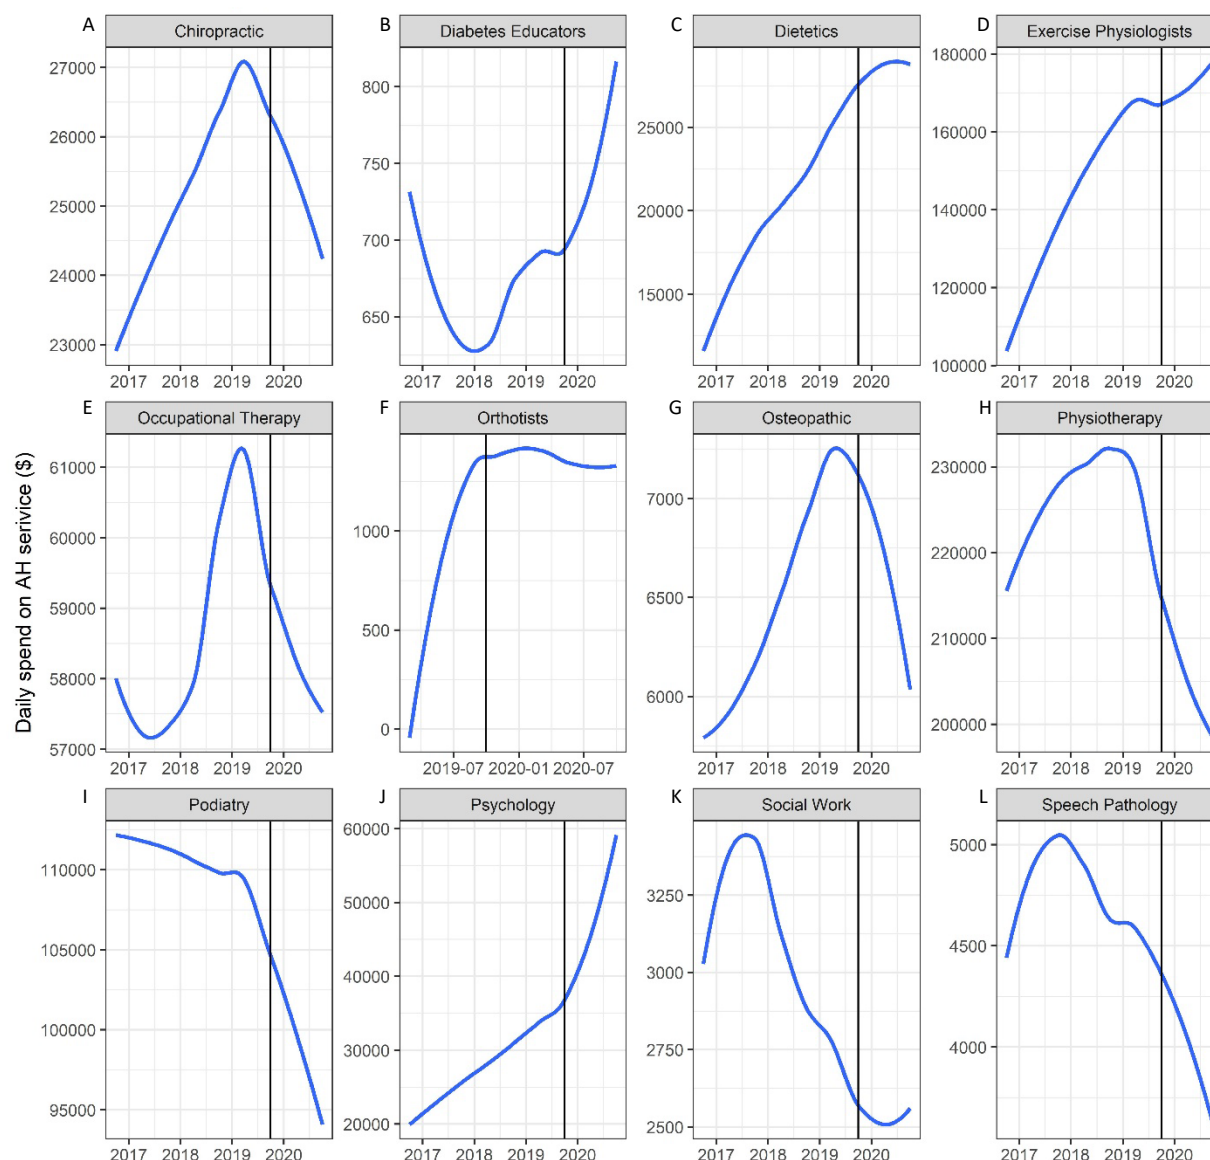 A Chiropractic
B Diabetes Educators
C Dietetics
D Exercise Physiologists
27000
26000
25000
24000
23000
2017 2018 2019 2020
800
750
700
650
2017 2018 2019 2020
25000
20000
15000
2017 2018 2019 2020
180000
160000
140000
120000
100000
2017 2018 2019 2020
Daily spend on AH serivice ($)
E Occupational Therapy
F Orthotists
G Osteopathic
H Physiotherapy
61000
60000
59000
58000
57000
2017 2018 2019 2020
1000
500
0
2019-07 2020-01 2020-07
7000
6500
6000
2017 2018 2019 2020
230000
220000
210000
200000
2017 2018 2019 2020
I Podiatry
J Psychology
K Social Work
L Speech Pathology
110000
105000
100000
95000
2017 2018 2019 2020
60000
50000
40000
30000
20000
2017 2018 2019 2020
3250
3000
2750
2500
2017 2018 2019 2020
5000
4500
4000
2017 2018 2019 2020